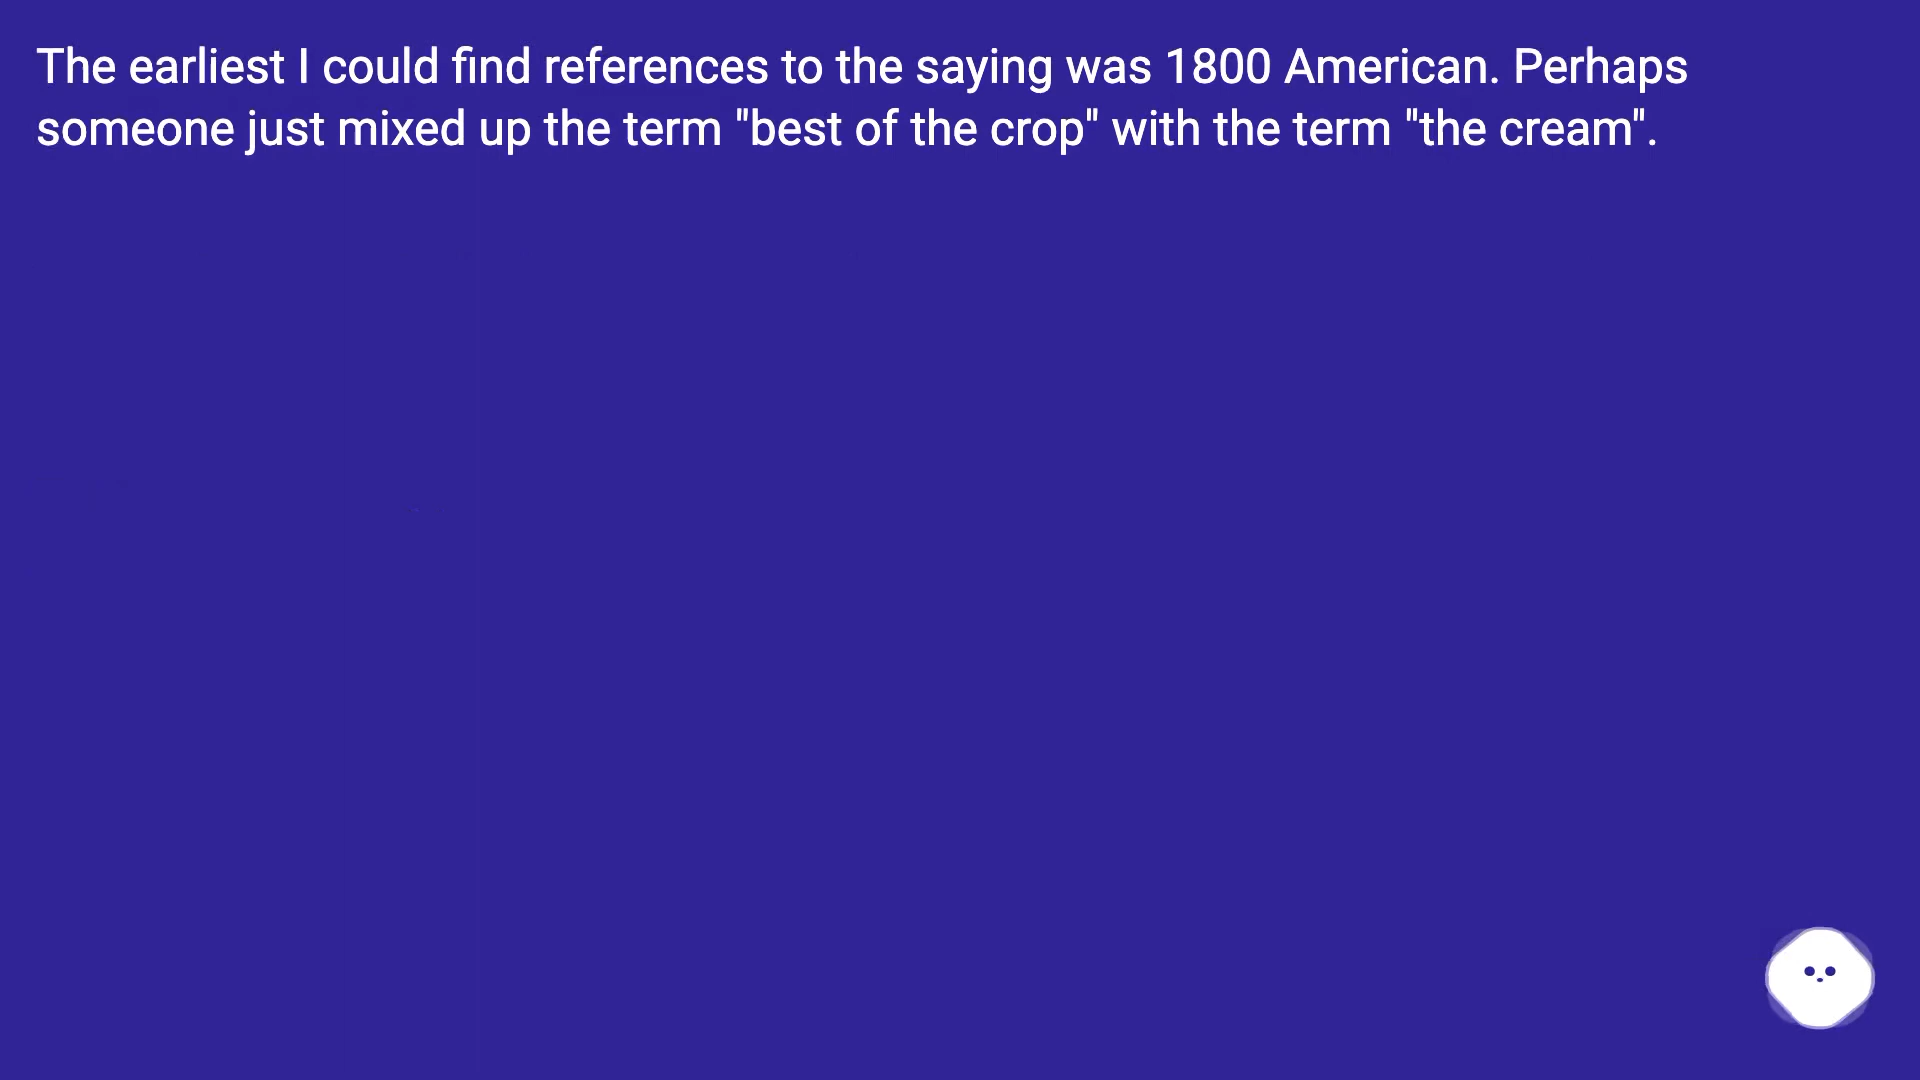 The earliest I could find references to the saying was 1800 American. Perhaps
someone just mixed up the term "best of the crop" with the term "the cream".